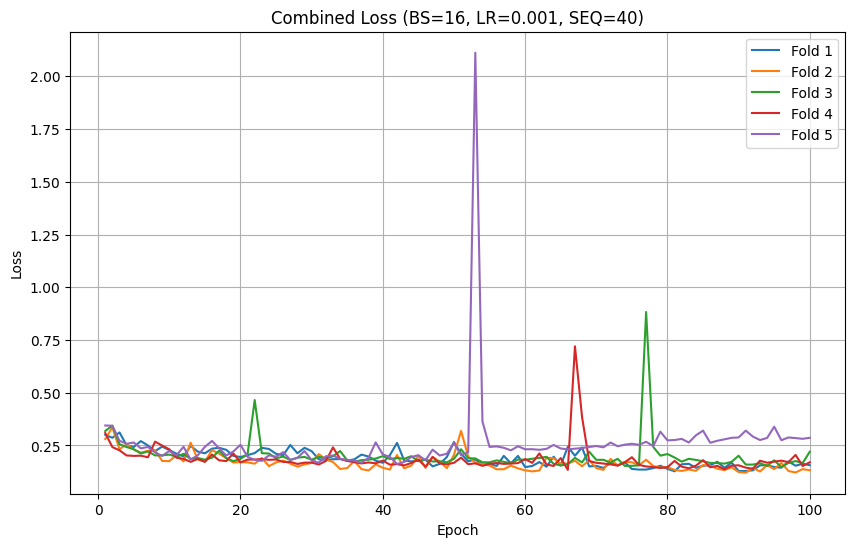 Combined Loss (BS=16, LR=0.001, SEQ=40)
Fold 1
Fold 2
Fold 3
Fold 4
Fold 5
Loss
2.00
1.75
1.50
1.25
1.00
0.75
0.50
0.25
0 20 40 60 80 100
Epoch